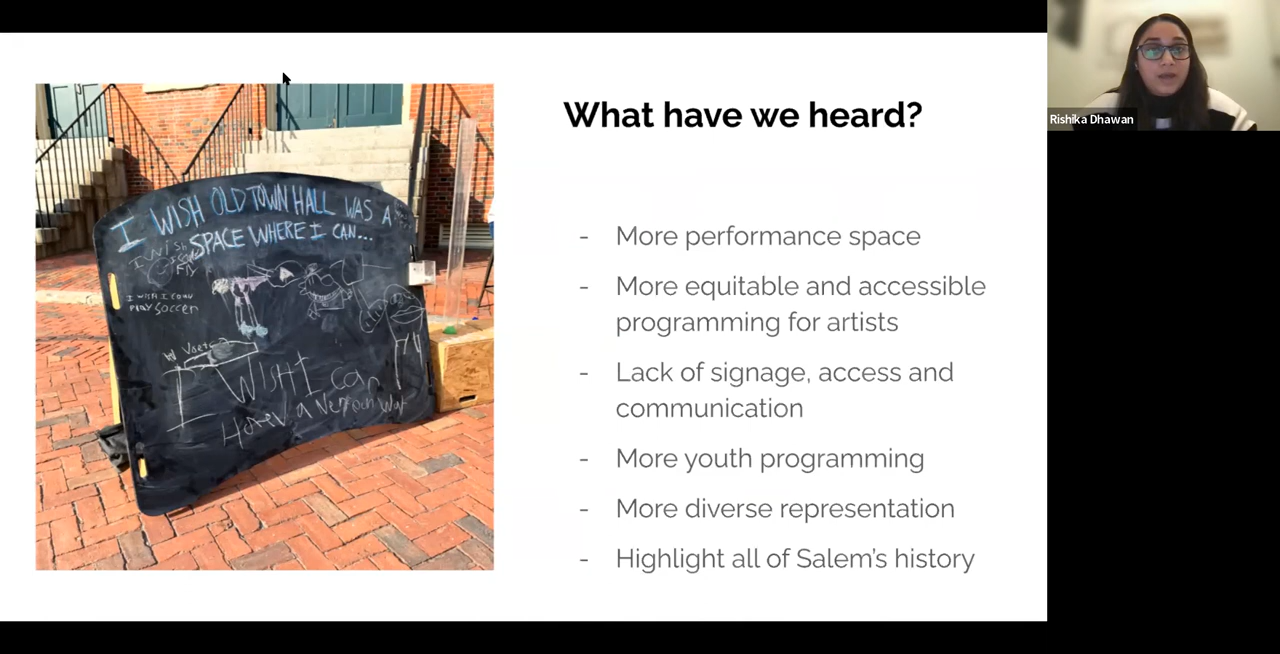 What have we heard?
- More performance space
- More equitable and accessible
programming for artists
- Lack of signage, access and
communication
- More youth programming
- More diverse representation
- Highlight all of Salem's history
I WISH OLD TOWN HALL WAS A
SPACE WHERE I CAN...
I wish
I
FLY
I WISH I
PLAY SOCCER
I WISH I can
a
Rishika Dhawan